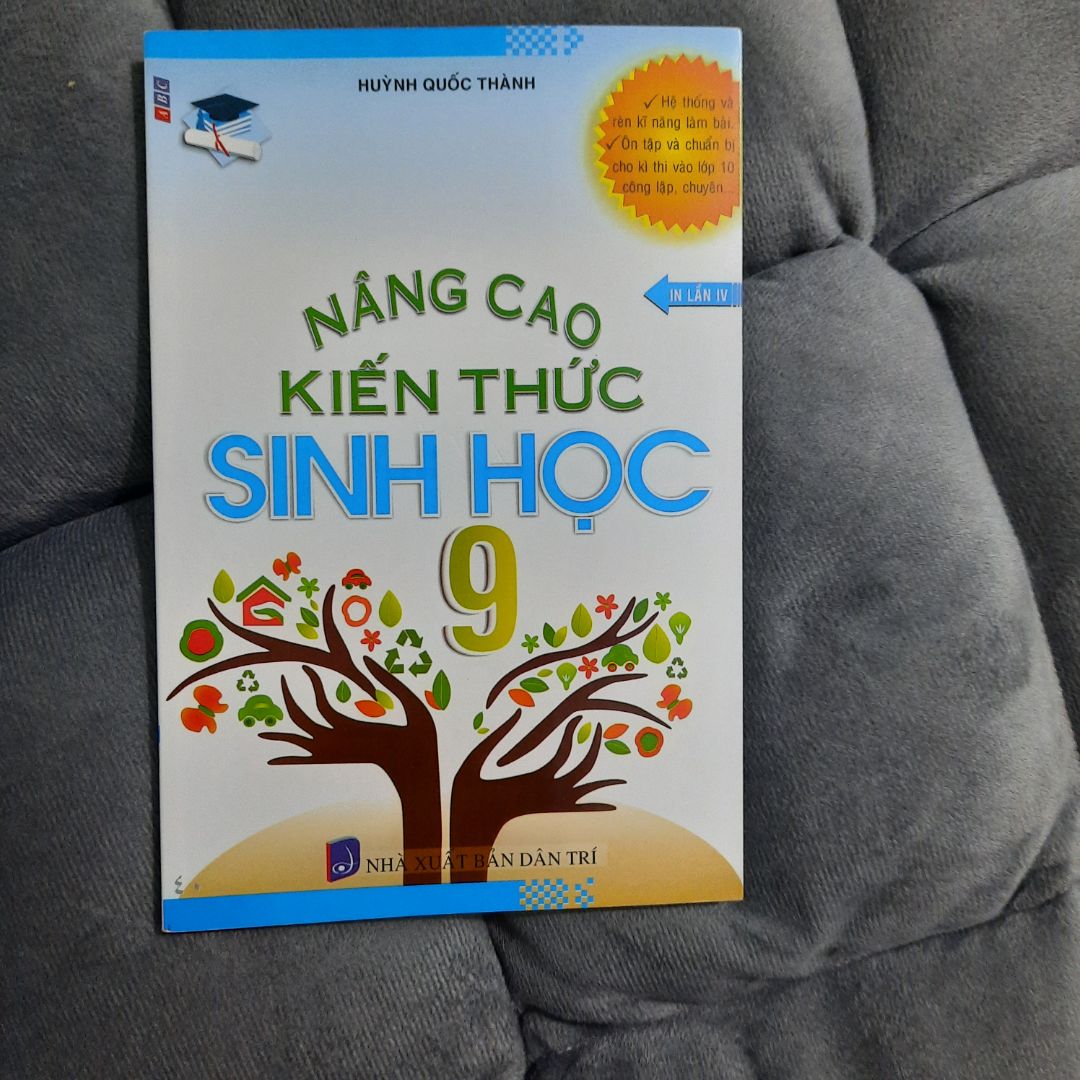 HUỲNH QUỐC THÀNH
ABC
✓ Hệ thống và
rèn kĩ năng làm bài.
✓ Ôn tập và chuẩn bị
cho kì thi vào lớp 10
công lập, chuyên...
IN LẦN IV
NÂNG CAO
KIẾN THỨC
SINH HỌC
9
NHÀ XUẤT BẢN DÂN TRÍ